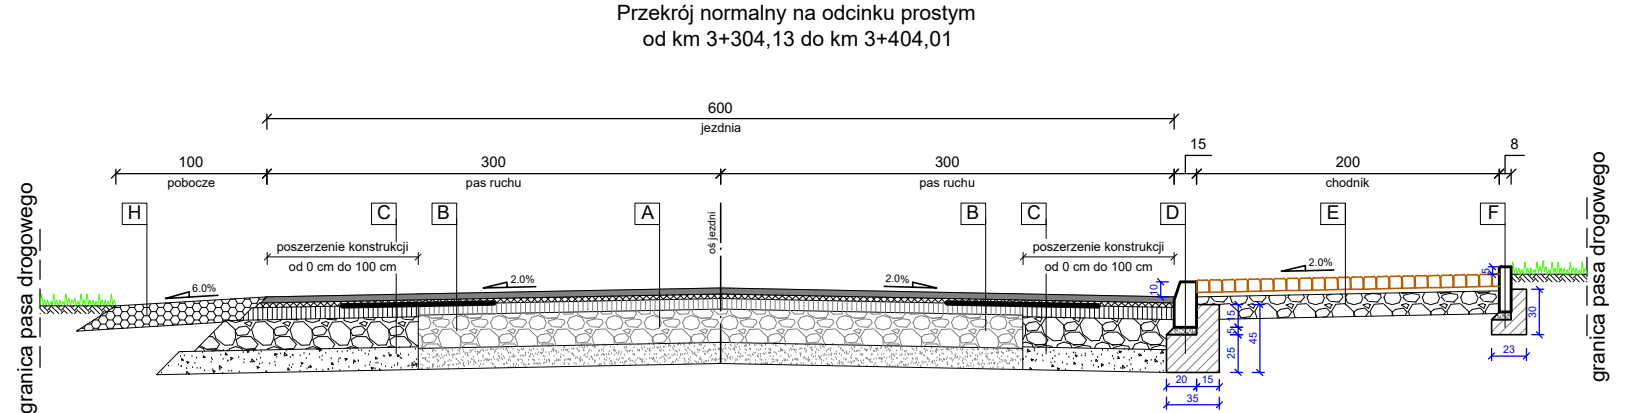 Przekrój normalny na odcinku prostym
od km 3+304,13 do km 3+404,01
600
jezdnia
100
300
300
15
200
8
pobocze
pas ruchu
pas ruchu
chodnik
granica pasa drogowego
H
C
B
A
oś jezdni
B
C
D
E
F
granica pasa drogowego
poszerzenie konstrukcji
od 0 cm do 100 cm
poszerzenie konstrukcji
od 0 cm do 100 cm
6.0%
2.0%
2.0%
2.0%
10
5
15
5
25
45
30
20
15
35
23